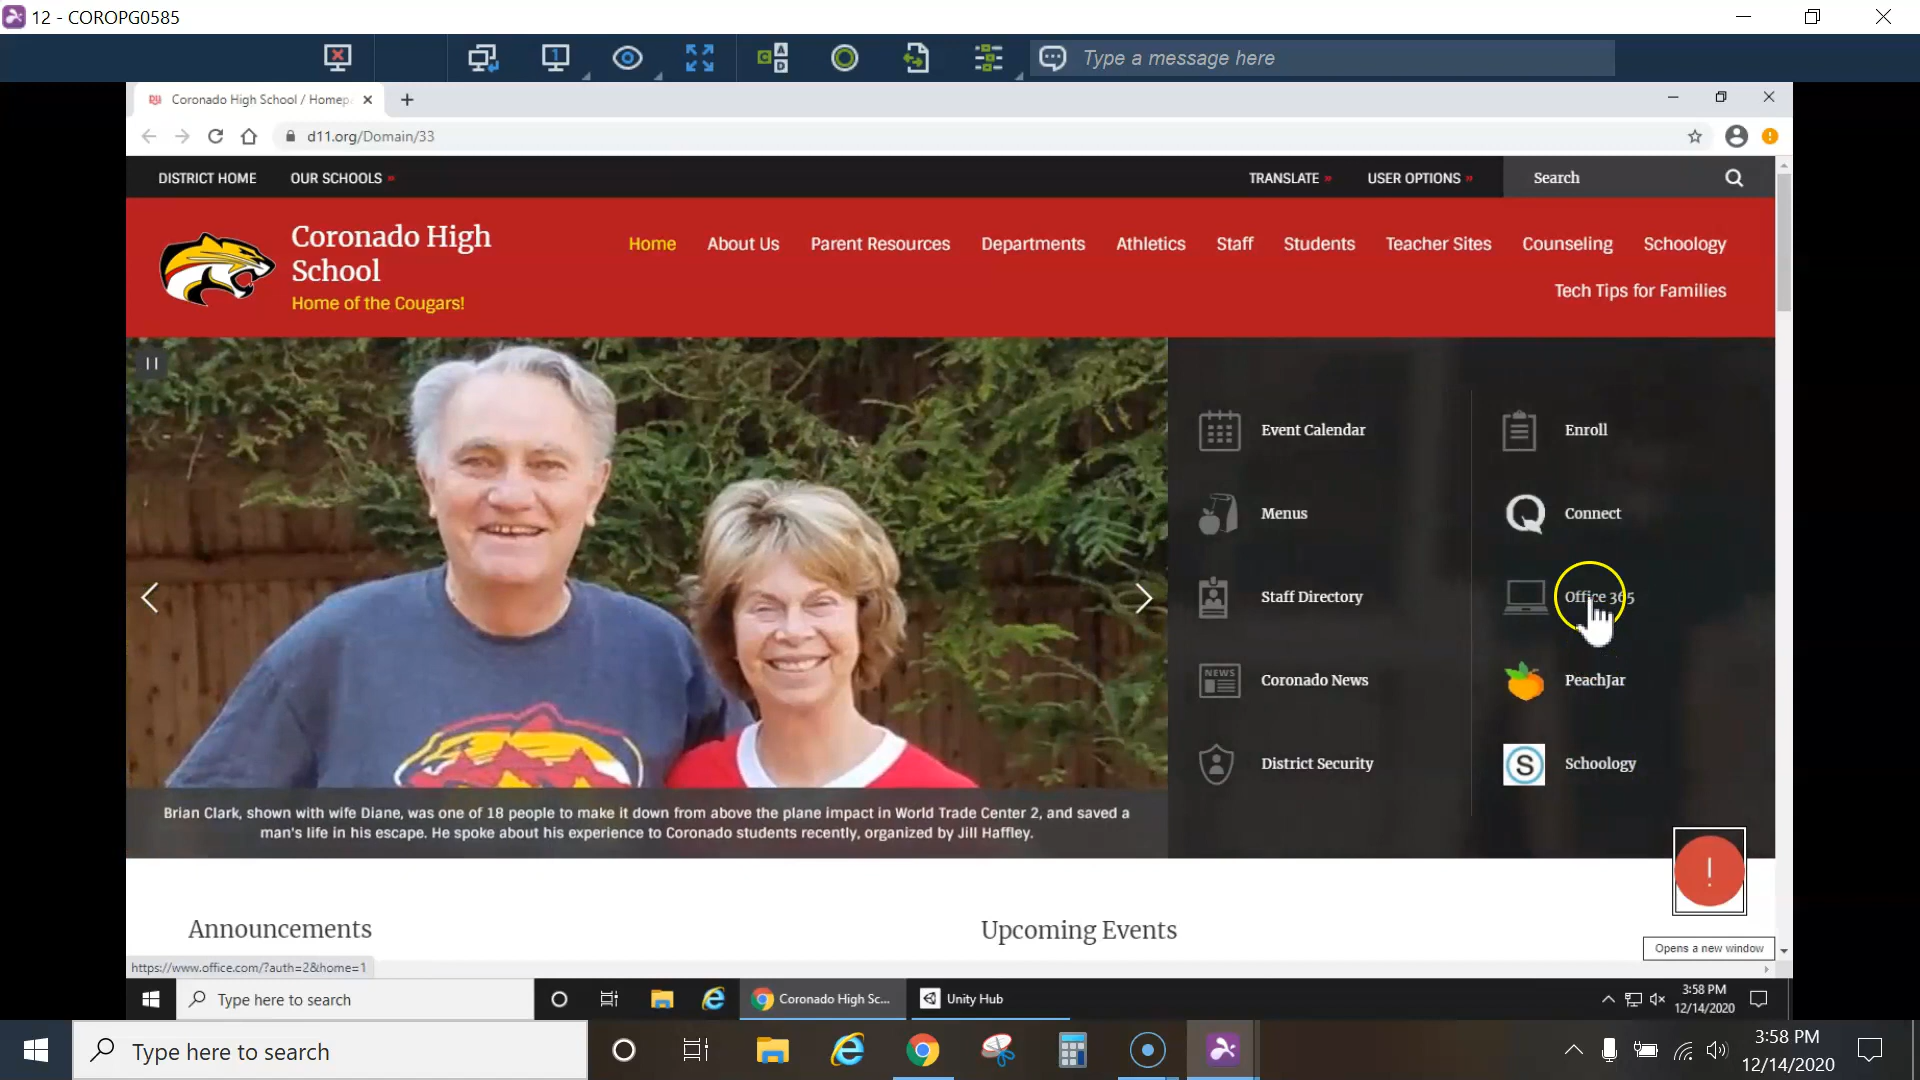 12 - COROPG0585
Type a message here
Coronado High School / Homepa
d11.org/Domain/33
DISTRICT HOME
OUR SCHOOLS »
TRANSLATE »
USER OPTIONS »
Search
Coronado High
School
Home of the Cougars!
Home
About Us
Parent Resources
Departments
Athletics
Staff
Students
Teacher Sites
Counseling
Schoology
Tech Tips for Families
Event Calendar
Enroll
Menus
Connect
Staff Directory
Office 365
NEWS
Coronado News
PeachJar
District Security
S
Schoology
Brian Clark, shown with wife Diane, was one of 18 people to make it down from above the plane impact in World Trade Center 2, and saved a
man's life in his escape. He spoke about his experience to Coronado students recently, organized by Jill Haffley.
Announcements
Upcoming Events
Opens a new window
https://www.office.com/?auth=2&home=1
Type here to search
Coronado High Sc...
Unity Hub
3:58 PM
12/14/2020
Type here to search
3:58 PM
12/14/2020